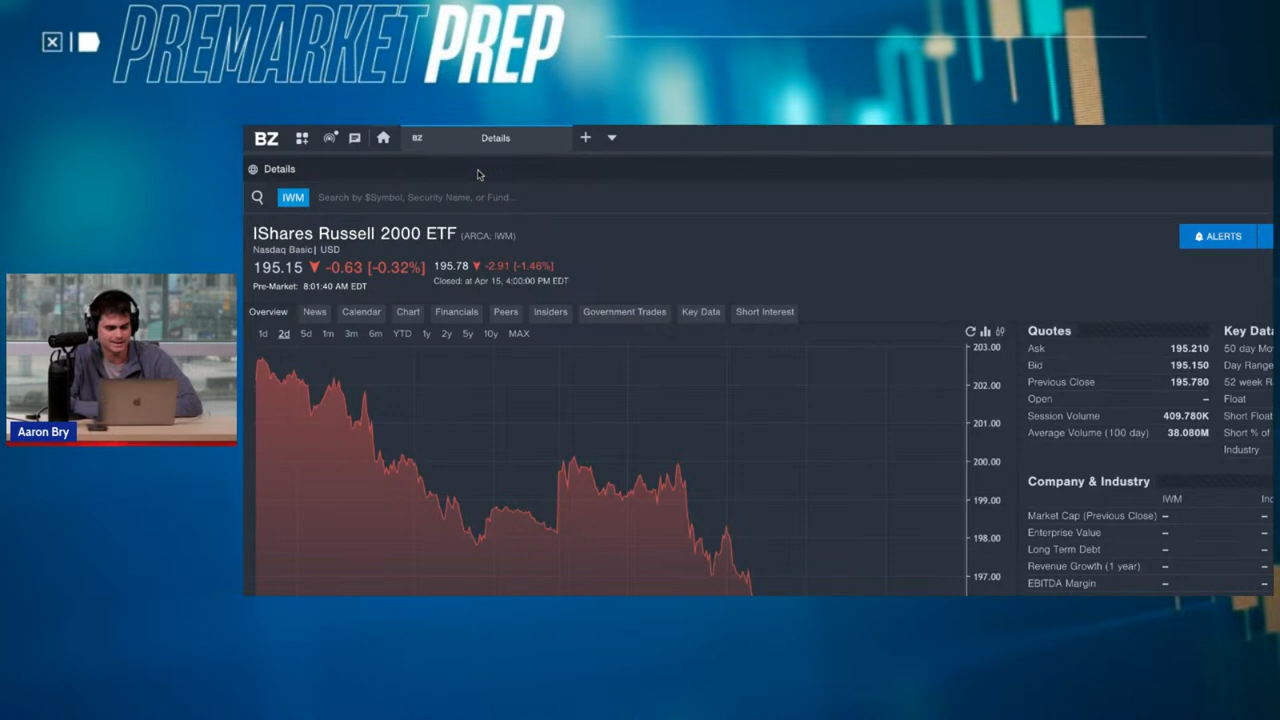 PREMARKET PREP
BZ
BZ
Details
Details
IWM
Search by $Symbol, Security Name, or Fund...
IShares Russell 2000 ETF (ARCA: IWM)
Nasdaq Basic | USD
195.15 ▼ -0.63 [-0.32%] 195.78 ▼ -2.91 [-1.46%]
Pre-Market: 8:01:40 AM EDT
Closed: at Apr 15, 4:00:00 PM EDT
ALERTS
Overview News Calendar Chart Financials Peers Insiders Government Trades Key Data Short Interest
1d 2d 5d 1m 3m 6m YTD 1y 2y 5y 10y MAX
203.00
202.00
201.00
200.00
199.00
198.00
197.00
Quotes
Ask 195.210
Bid 195.150
Previous Close 195.780
Open –
Session Volume 409.780K
Average Volume (100 day) 38.080M
Key Data
50 day Mo
Day Range
52 week R
Float
Short Float
Short % of
Industry
Company & Industry
IWM Inc
Market Cap (Previous Close) – –
Enterprise Value – –
Long Term Debt – –
Revenue Growth (1 year) – –
EBITDA Margin – –
Aaron Bry